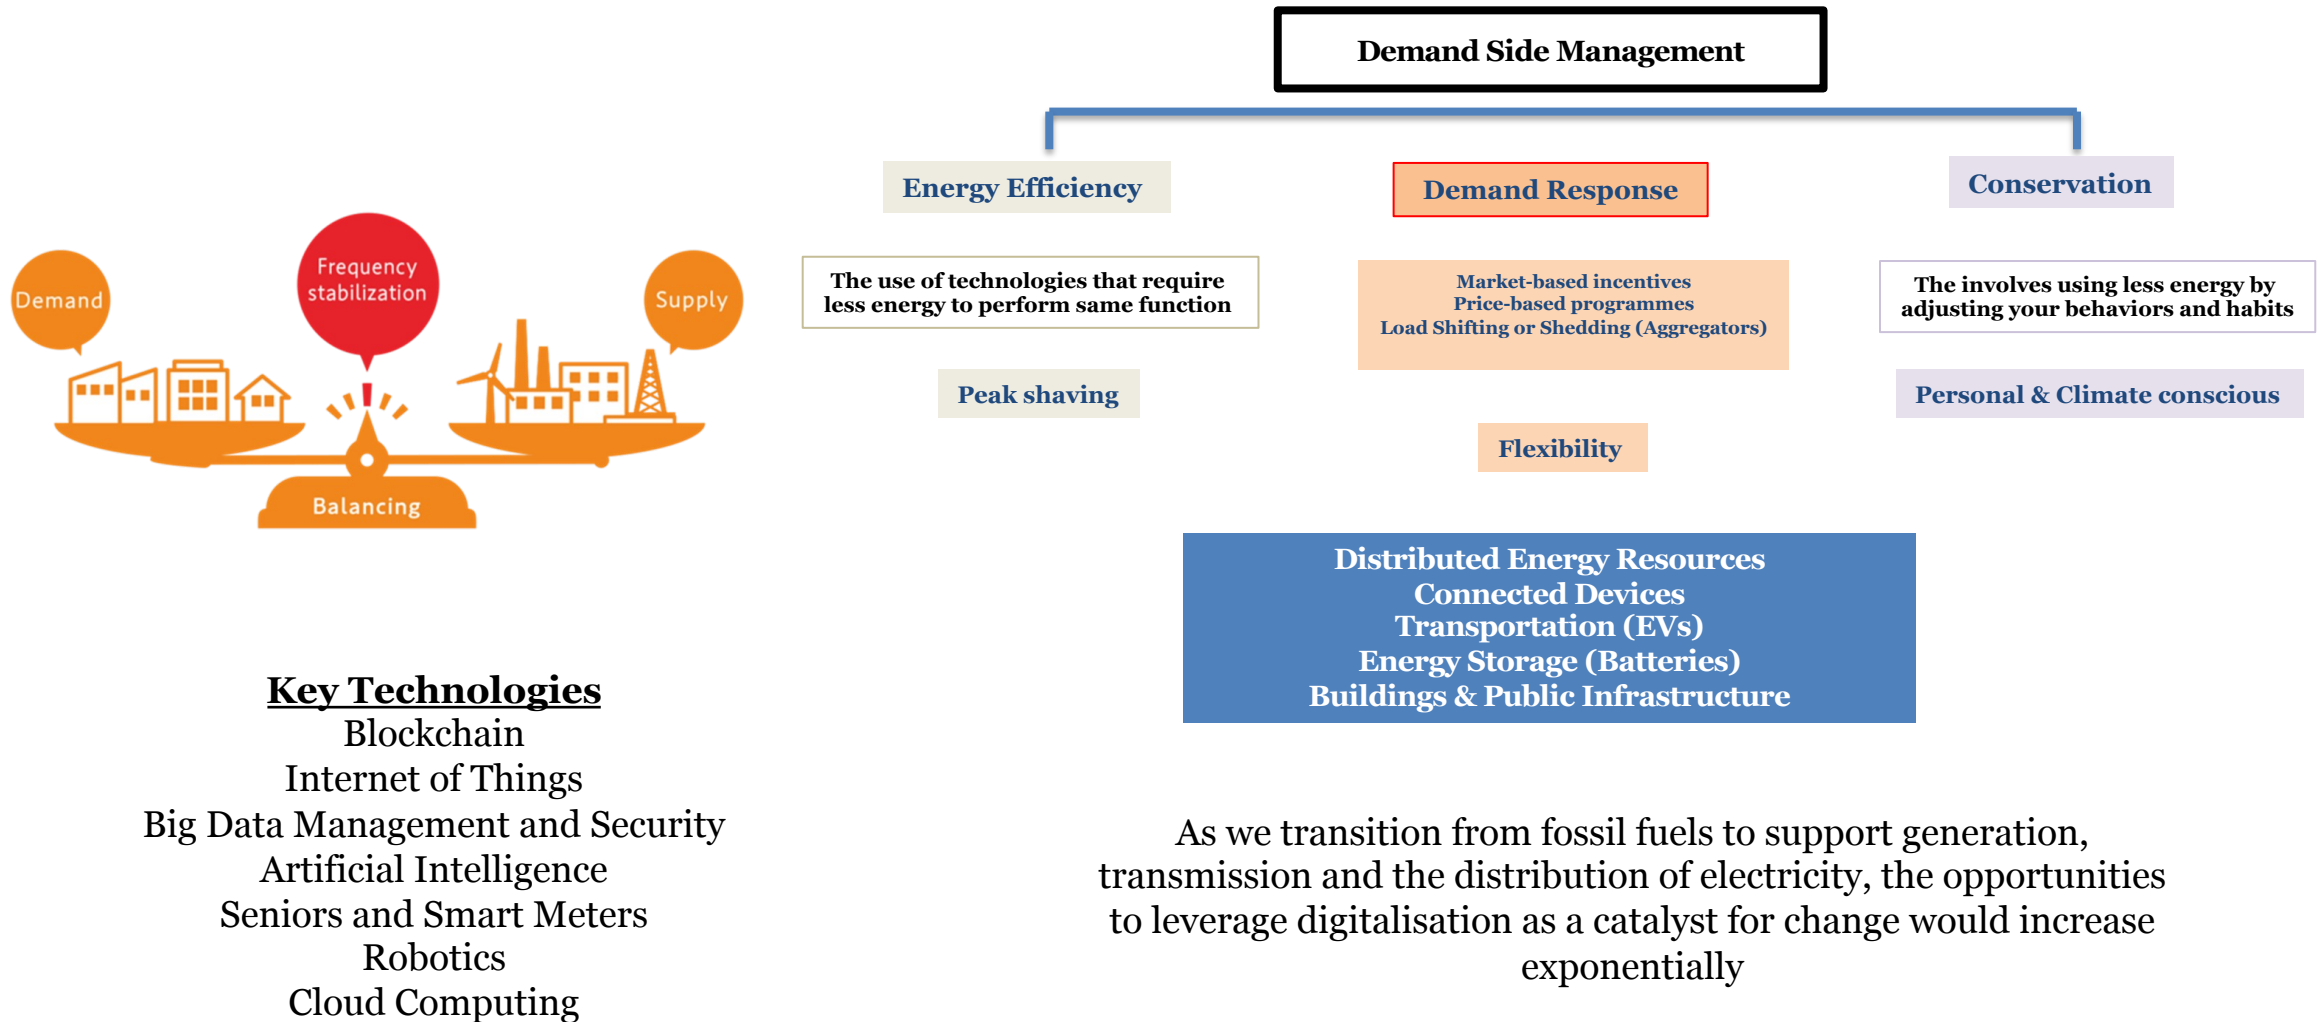 Demand Side Management
Energy Efficiency
Demand Response
Conservation
The use of technologies that require
less energy to perform same function
Market-based incentives
Price-based programmes
Load Shifting or Shedding (Aggregators)
The involves using less energy by
adjusting your behaviors and habits
Peak shaving
Personal & Climate conscious
Flexibility
Demand
Frequency
stabilization
Supply
Balancing
Distributed Energy Resources
Connected Devices
Transportation (EVs)
Energy Storage (Batteries)
Buildings & Public Infrastructure
Key Technologies
Blockchain
Internet of Things
Big Data Management and Security
Artificial Intelligence
Seniors and Smart Meters
Robotics
Cloud Computing
As we transition from fossil fuels to support generation,
transmission and the distribution of electricity, the opportunities
to leverage digitalisation as a catalyst for change would increase
exponentially